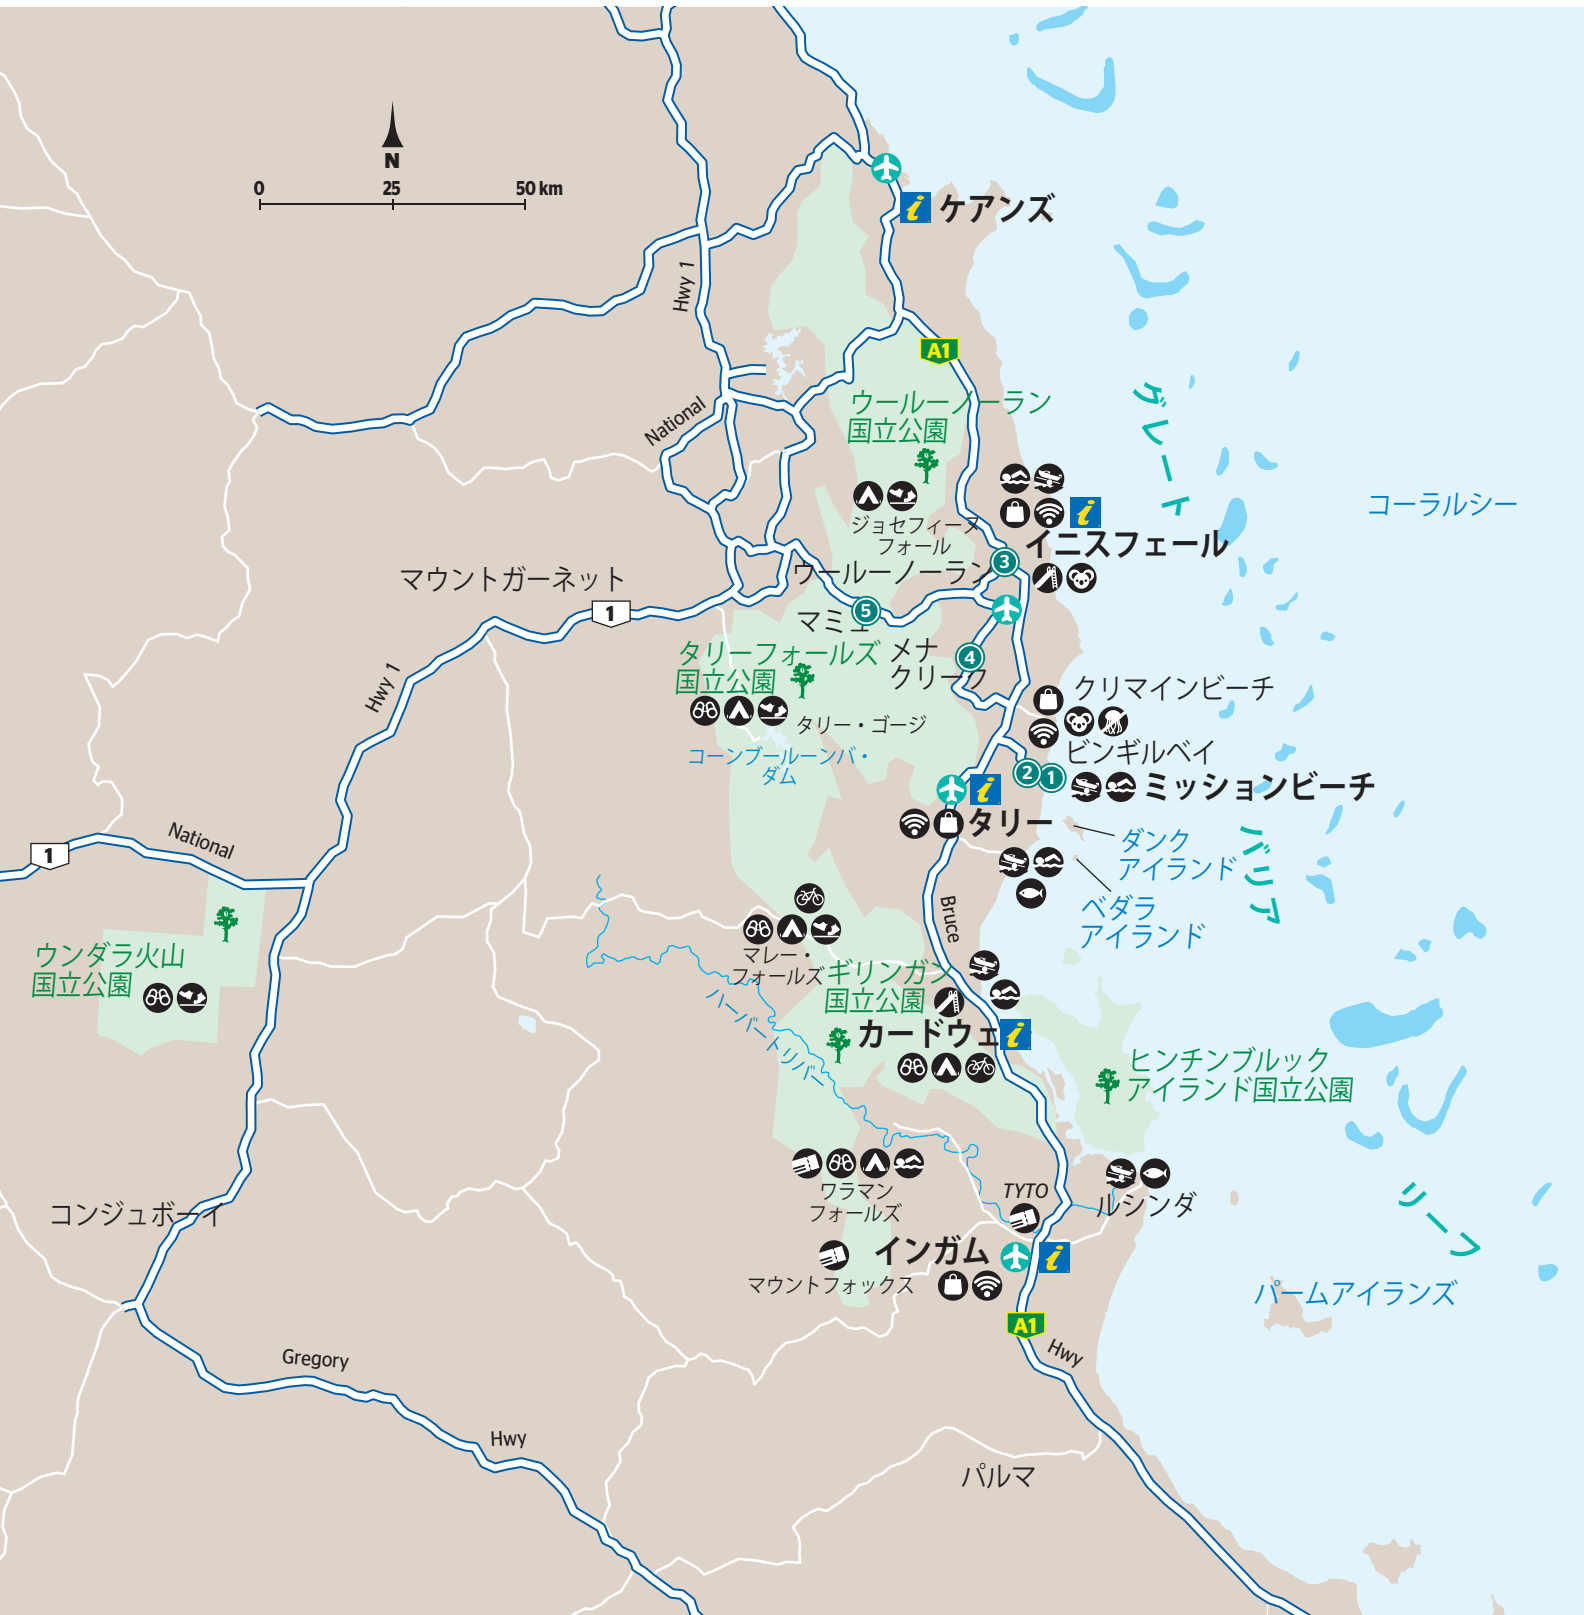 N
0 25 50 km
ケアンズ
Hwy 1
A1
National
ウールーノーラン
国立公園
グレート
コーラルシー
ジョセフィーヌ
フォール
イニスフェール
3
ウールーノーラン
マウントガーネット
1
5
マミュ
タリーフォールズ
国立公園
メナ
クリーク
4
Hwy 1
クリマインビーチ
タリー・ゴージ
コーンブールーンバ・
ダム
ビンギルベイ
2
1
ミッションビーチ
タリー
National
1
ダンク
アイランド
バリア
ベダラ
アイランド
Bruce
ウンダラ火山
国立公園
マレー・
フォールズ
ギリンガン
国立公園
ハーバートリバー
カードウェ
ヒンチンブルック
アイランド国立公園
ワラマン
フォールズ
TYTO
ルシンダ
コンジュボーイ
リーフ
インガム
マウントフォックス
パームアイランズ
A1
Hwy
Gregory
Hwy
パルマ